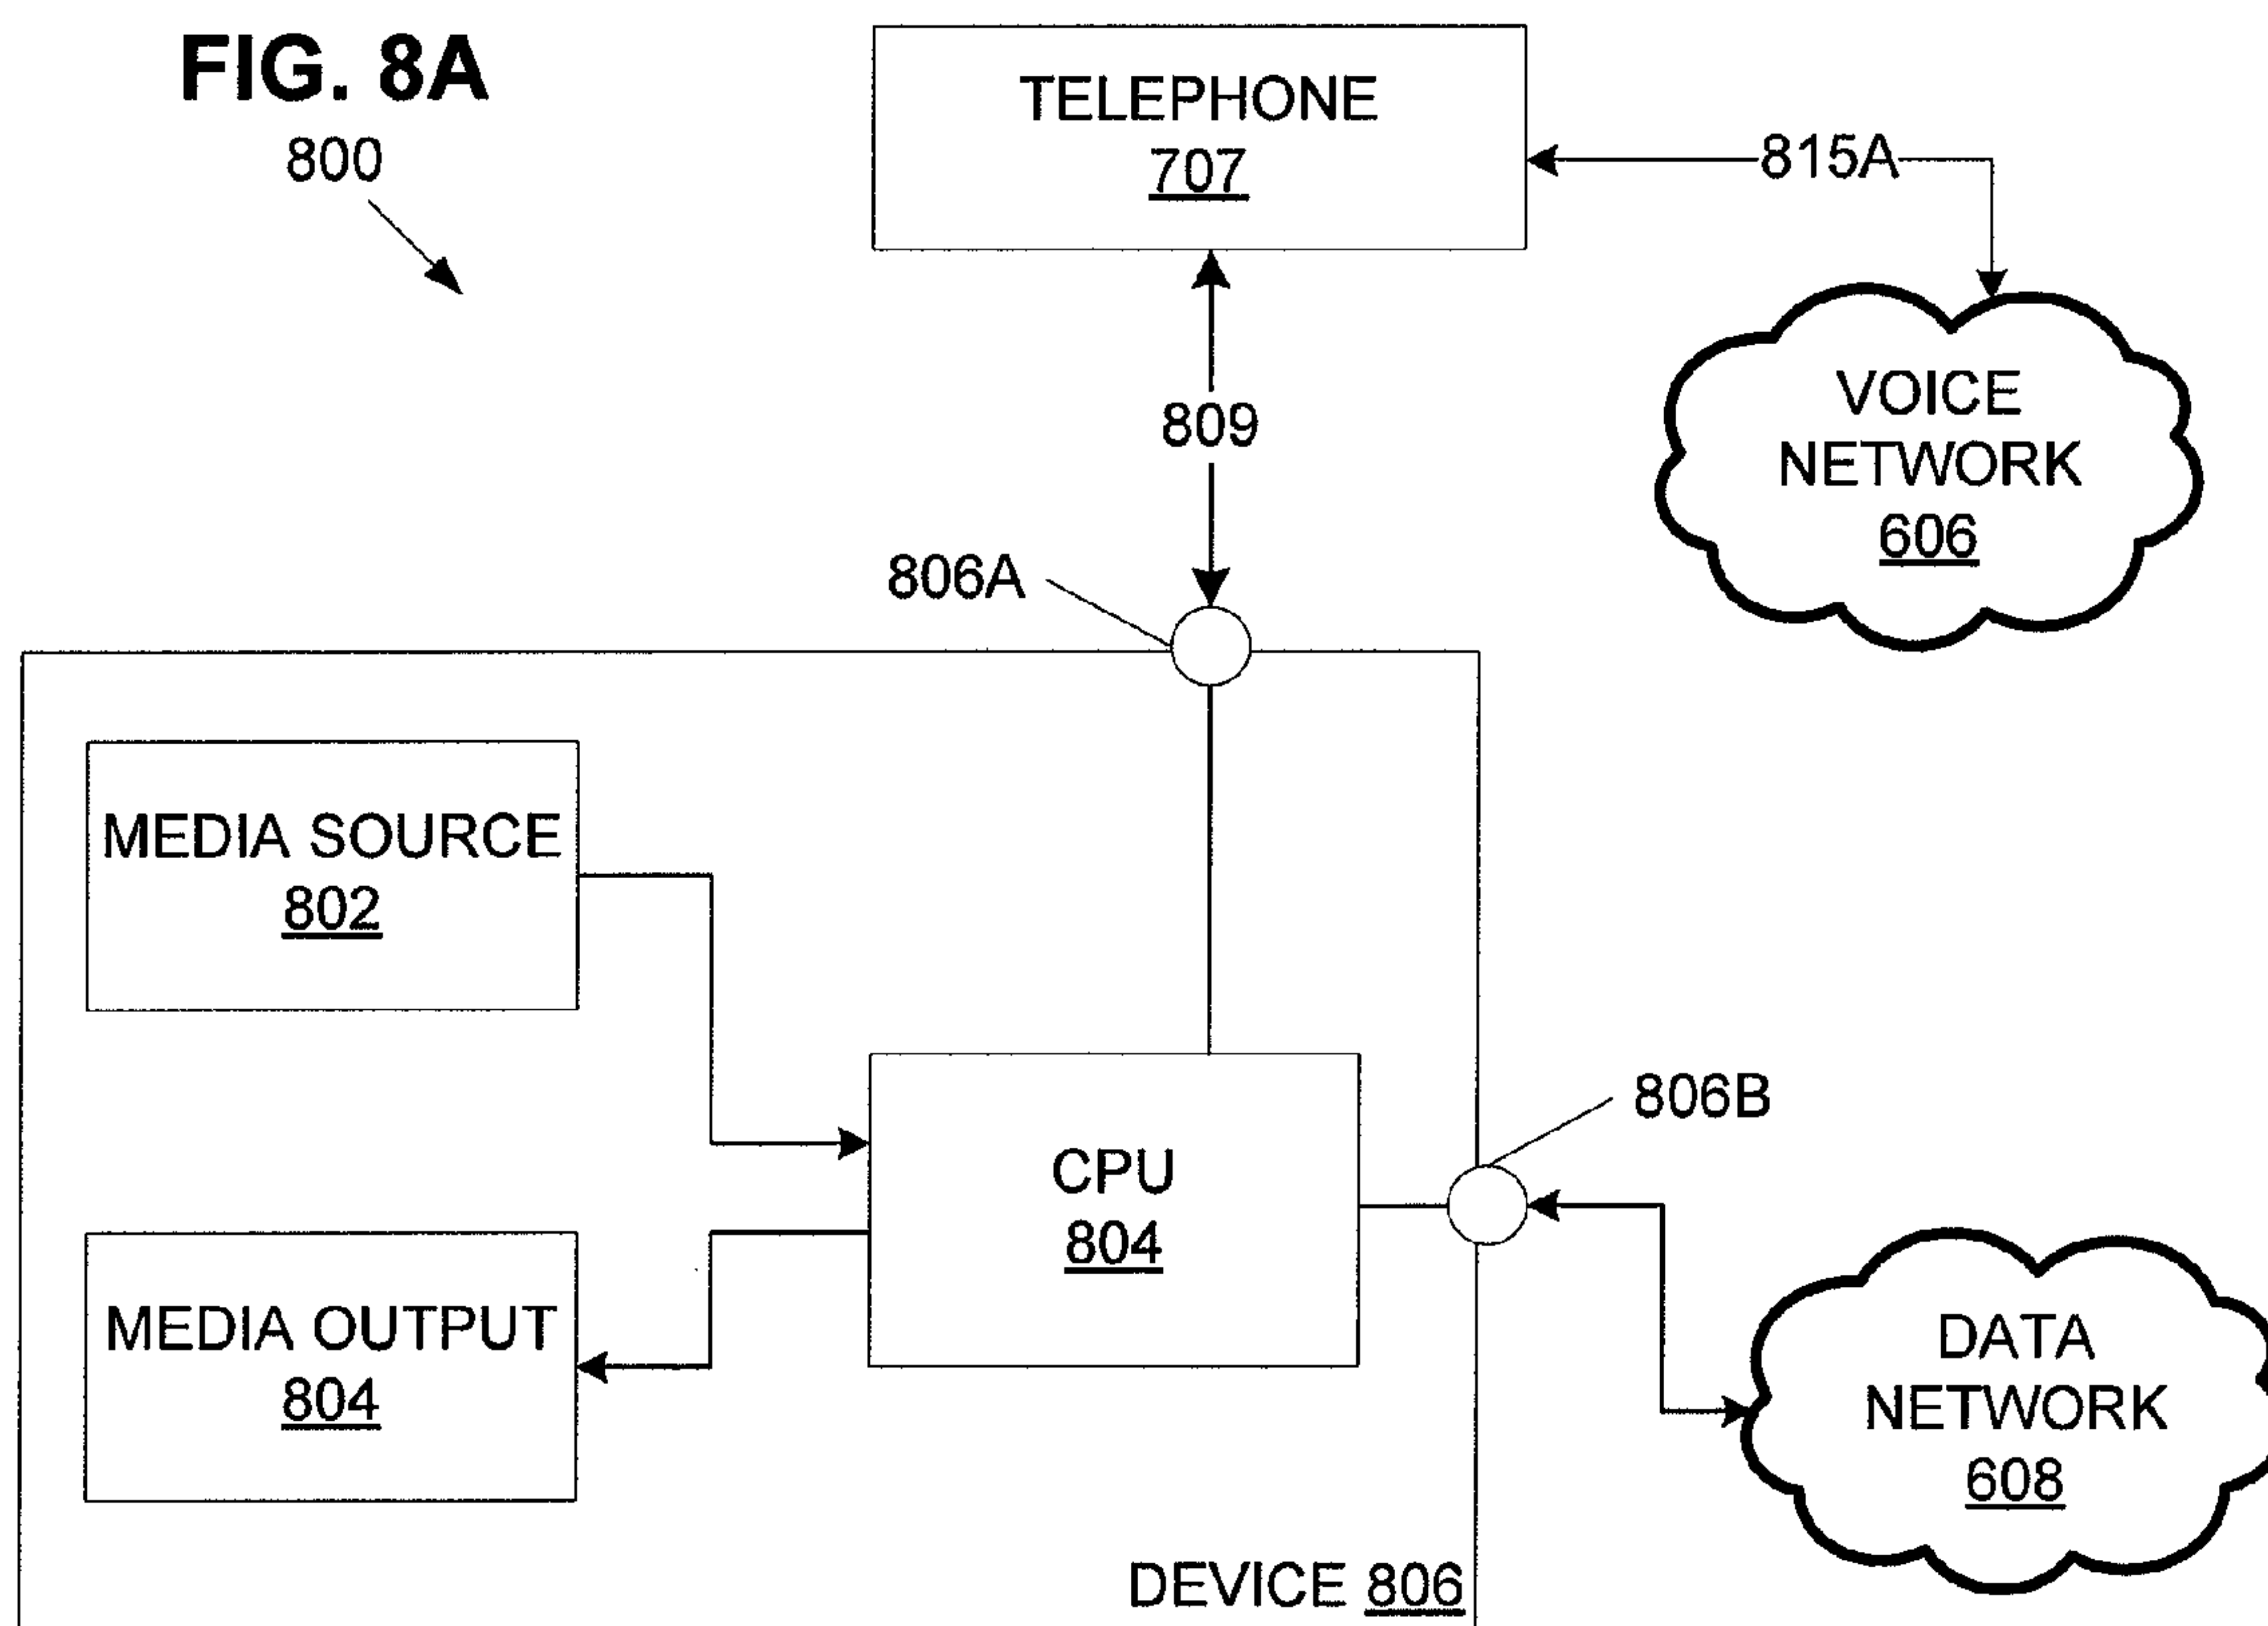 FIG. 8A
800
TELEPHONE
707
815A
VOICE
NETWORK
606
809
806A
MEDIA SOURCE
802
CPU
804
806B
MEDIA OUTPUT
804
DATA
NETWORK
608
DEVICE 806